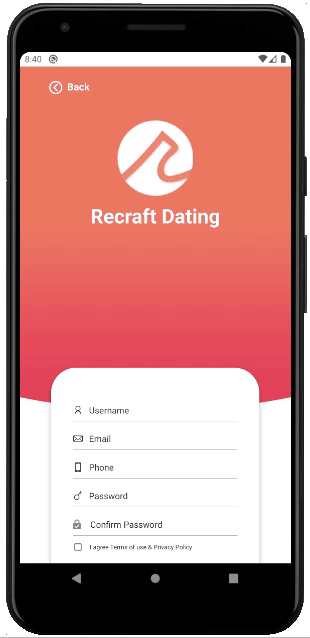 8:40
Back
Recraft Dating
Username
Email
Phone
Password
Confirm Password
I agree Terms of use & Privacy Policy